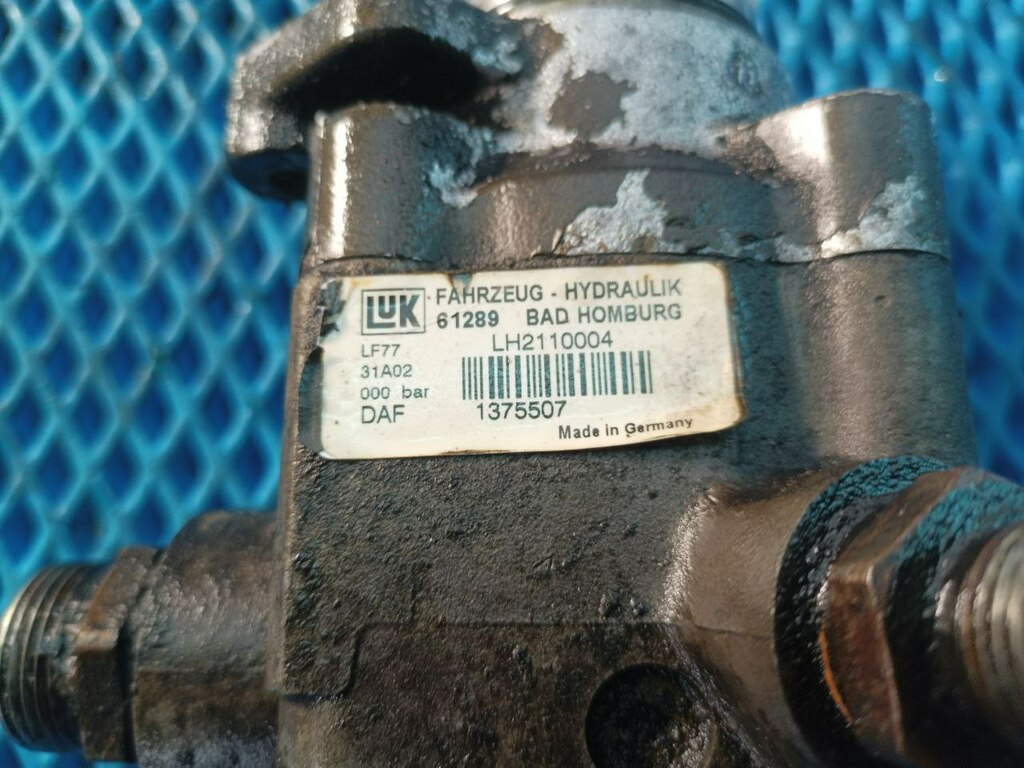 LUK FAHRZEUG - HYDRAULIK
61289 BAD HOMBURG
LH2110004
LF77
31A02
000 bar
DAF 1375507
Made in Germany